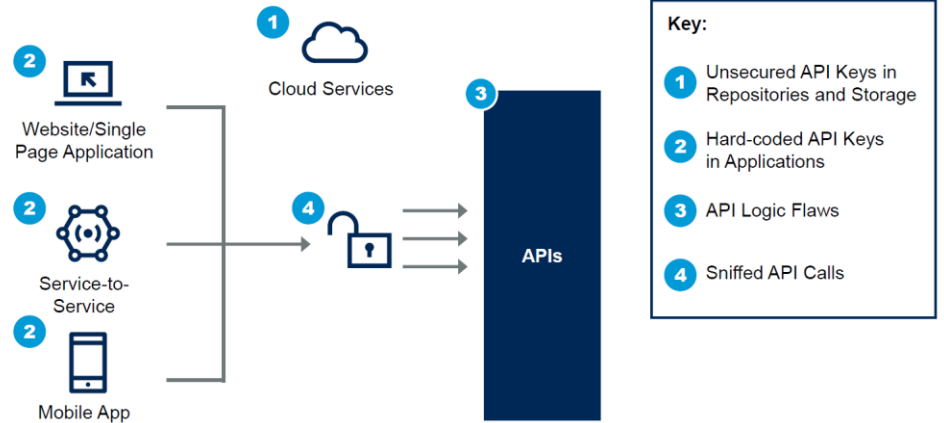 1
Cloud Services
2
Website/Single
Page Application
2
Service-to-
Service
2
Mobile App
4
3
APIs
Key:
1 Unsecured API Keys in
Repositories and Storage
2 Hard-coded API Keys
in Applications
3 API Logic Flaws
4 Sniffed API Calls